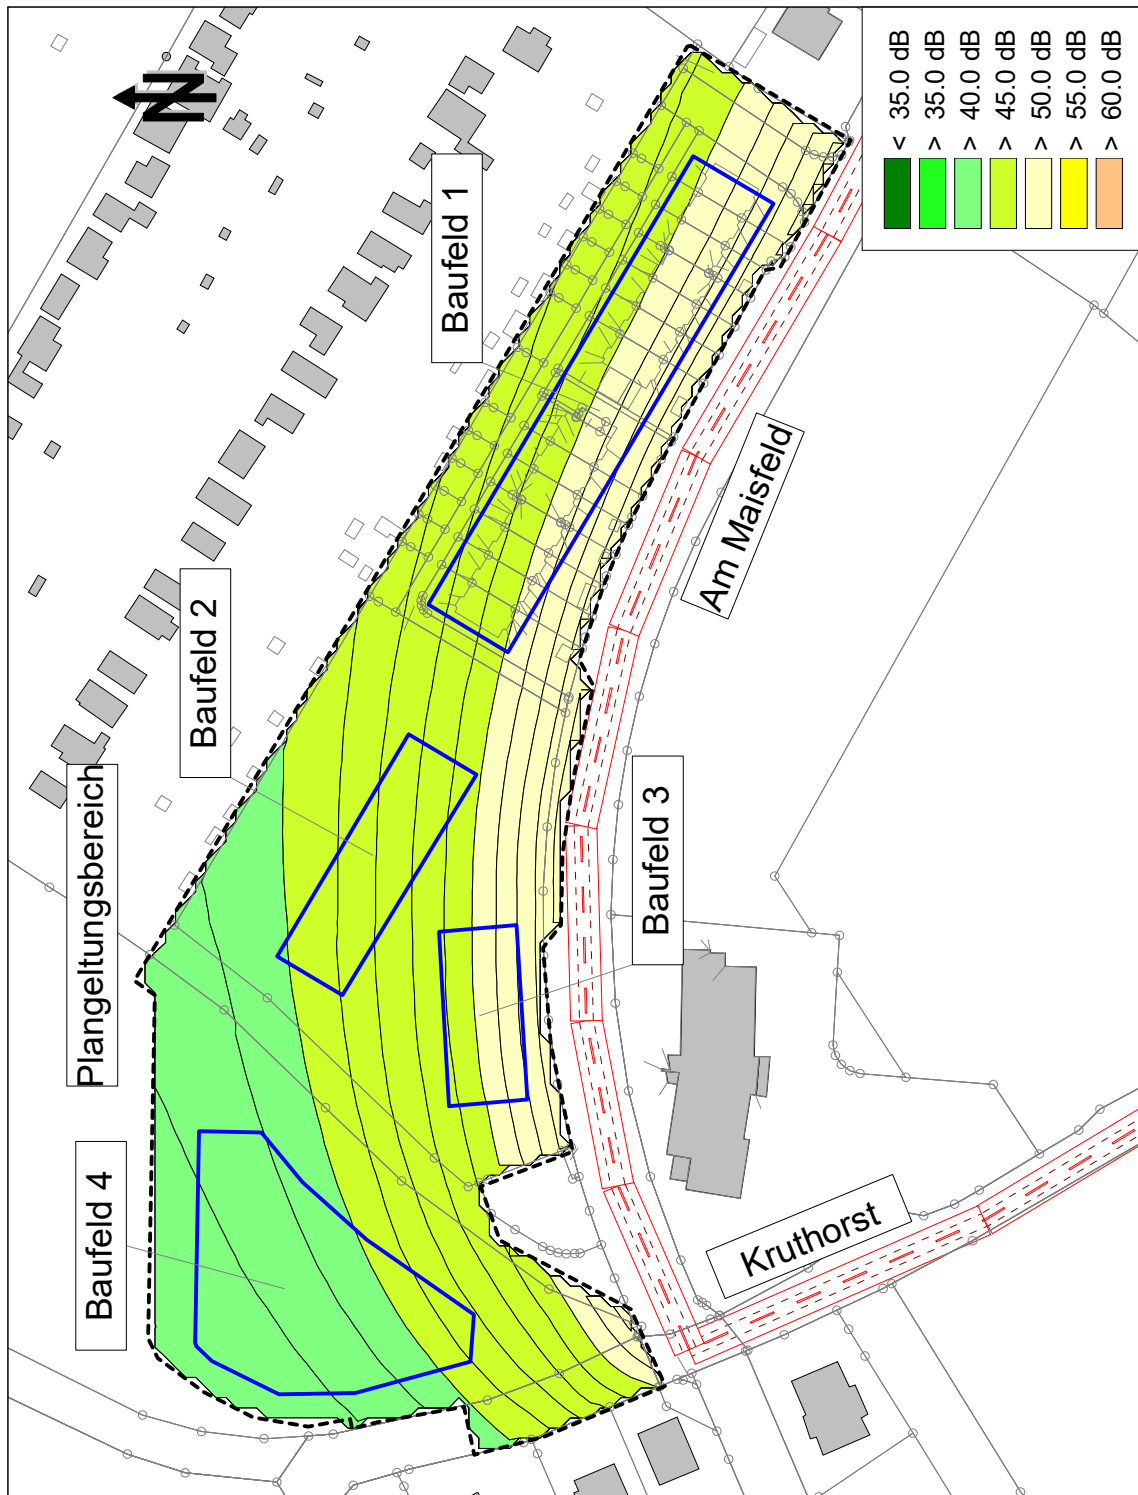 Baufeld 4
Plangeltungsbereich
Baufeld 2
Baufeld 1
Baufeld 3
Kruthorst
Am Maisfeld
N
< 35.0 dB
> 35.0 dB
> 40.0 dB
> 45.0 dB
> 50.0 dB
> 55.0 dB
> 60.0 dB